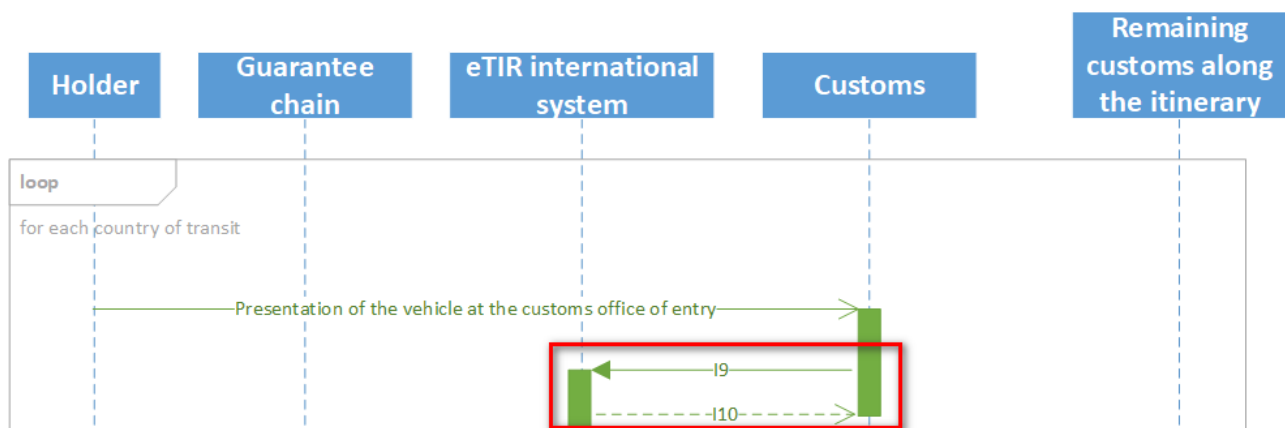 Holder
Guarantee
chain
eTIR international
system
Customs
Remaining
customs along
the itinerary
loop
for each country of transit
Presentation of the vehicle at the customs office of entry
I9
I10